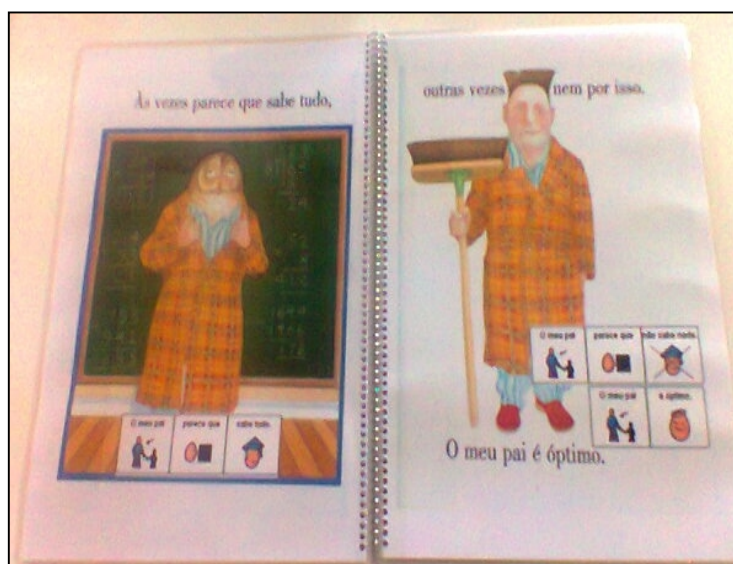 Às vezes parece que sabe tudo,
O meu pai
parece que
sabe tudo.
outras vezes nem por isso.
O meu pai
parece que
não sabe nada.
O meu pai
é óptimo.
O meu pai é óptimo.